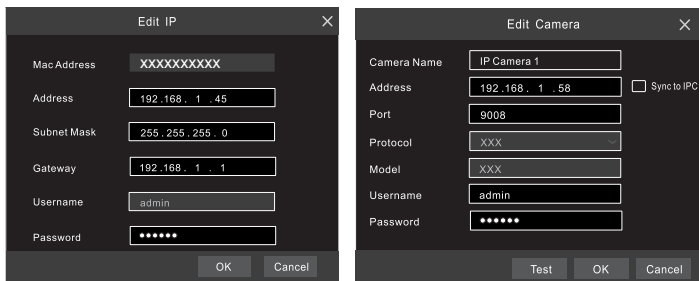 Edit IP
Mac Address XXXXXXXXXX
Address 192.168. 1 .45
Subnet Mask 255.255.255. 0
Gateway 192.168. 1 . 1
Username admin
Password ●●●●●●
OK Cancel
Edit Camera
Camera Name IP Camera 1
Address 192.168. 1 .58 Sync to IPC
Port 9008
Protocol XXX
Model XXX
Username admin
Password ●●●●●●
Test OK Cancel